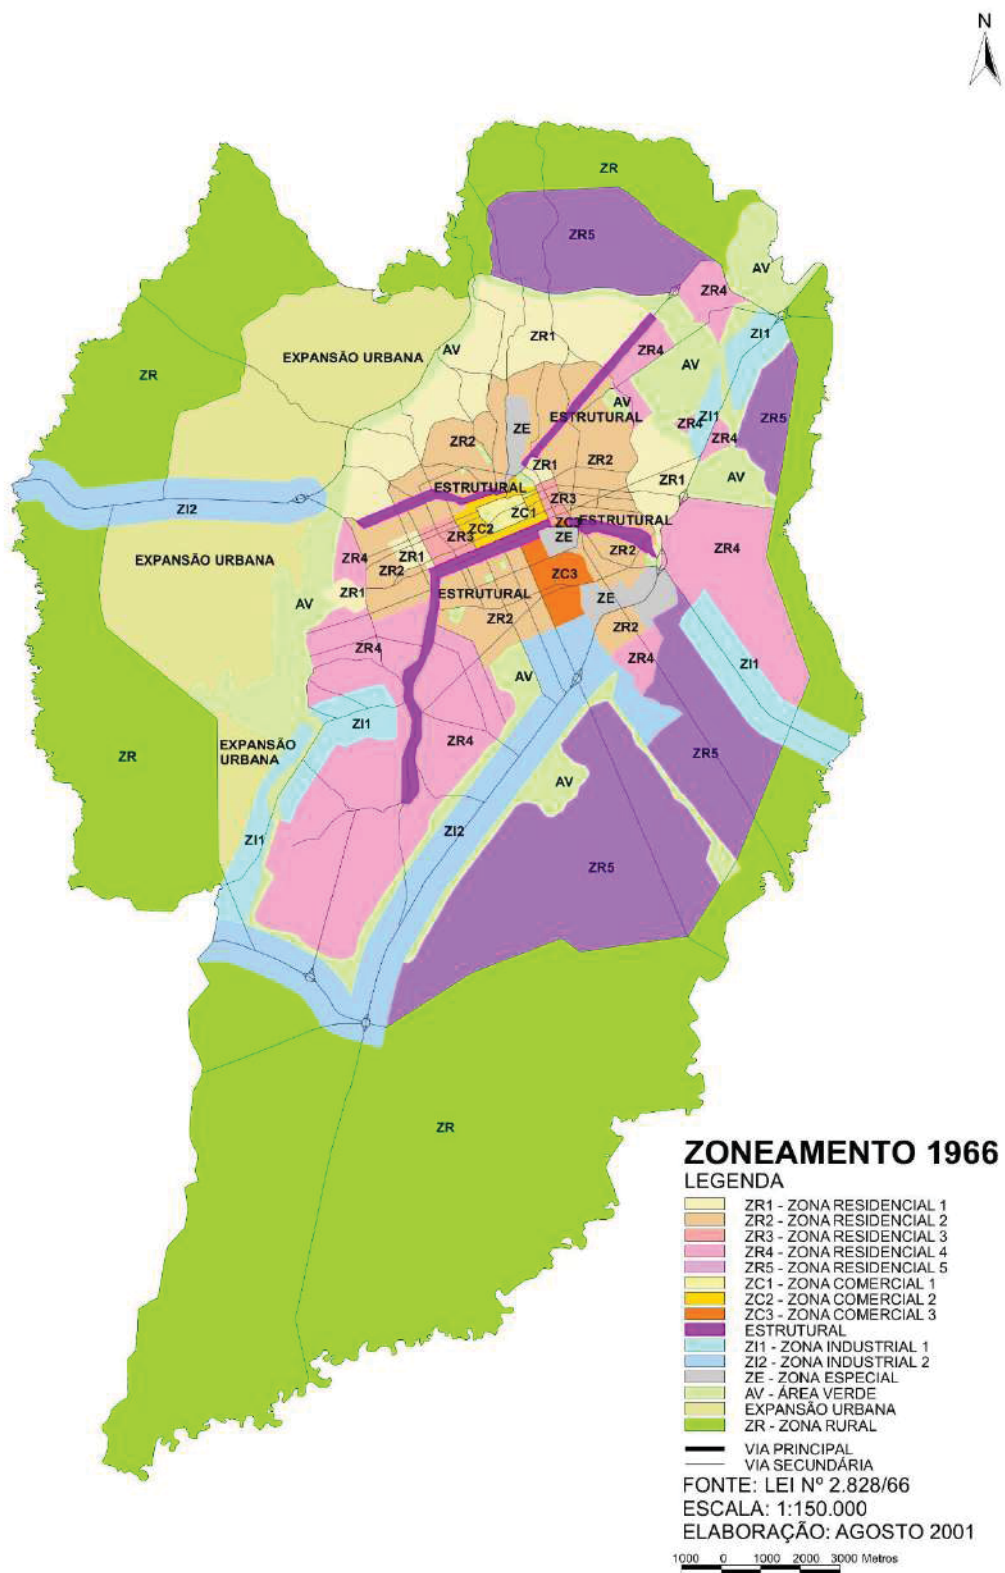 N
ZR
ZR5
AV
ZR4
ZI1
ZR1
ZR4
EXPANSÃO URBANA
AV
AV
ZR
AV
ESTRUTURAL
ZR5
ZI1
ZR4
ZE
ZR4
ZR2
ZR2
ZR1
AV
ZR1
ESTRUTURAL
ZR3
ZI2
ZC1
ZC3
ESTRUTURAL
ZC2
ZE
ZR3
ZR4
ZR2
ZR1
EXPANSÃO URBANA
ZR4
ZR2
ZC3
ZR1
ESTRUTURAL
ZE
AV
ZR2
ZR2
ZR4
ZR4
ZI1
AV
ZI1
ZR4
EXPANSÃO
URBANA
ZR5
ZR
AV
ZI2
ZI1
ZR5
ZR
ZONEAMENTO 1966
LEGENDA
ZR1 - ZONA RESIDENCIAL 1
ZR2 - ZONA RESIDENCIAL 2
ZR3 - ZONA RESIDENCIAL 3
ZR4 - ZONA RESIDENCIAL 4
ZR5 - ZONA RESIDENCIAL 5
ZC1 - ZONA COMERCIAL 1
ZC2 - ZONA COMERCIAL 2
ZC3 - ZONA COMERCIAL 3
ESTRUTURAL
ZI1 - ZONA INDUSTRIAL 1
ZI2 - ZONA INDUSTRIAL 2
ZE - ZONA ESPECIAL
AV - ÁREA VERDE
EXPANSÃO URBANA
ZR - ZONA RURAL
VIA PRINCIPAL
VIA SECUNDÁRIA
FONTE: LEI Nº 2.828/66
ESCALA: 1:150.000
ELABORAÇÃO: AGOSTO 2001
1000 0 1000 2000 3000 Metros